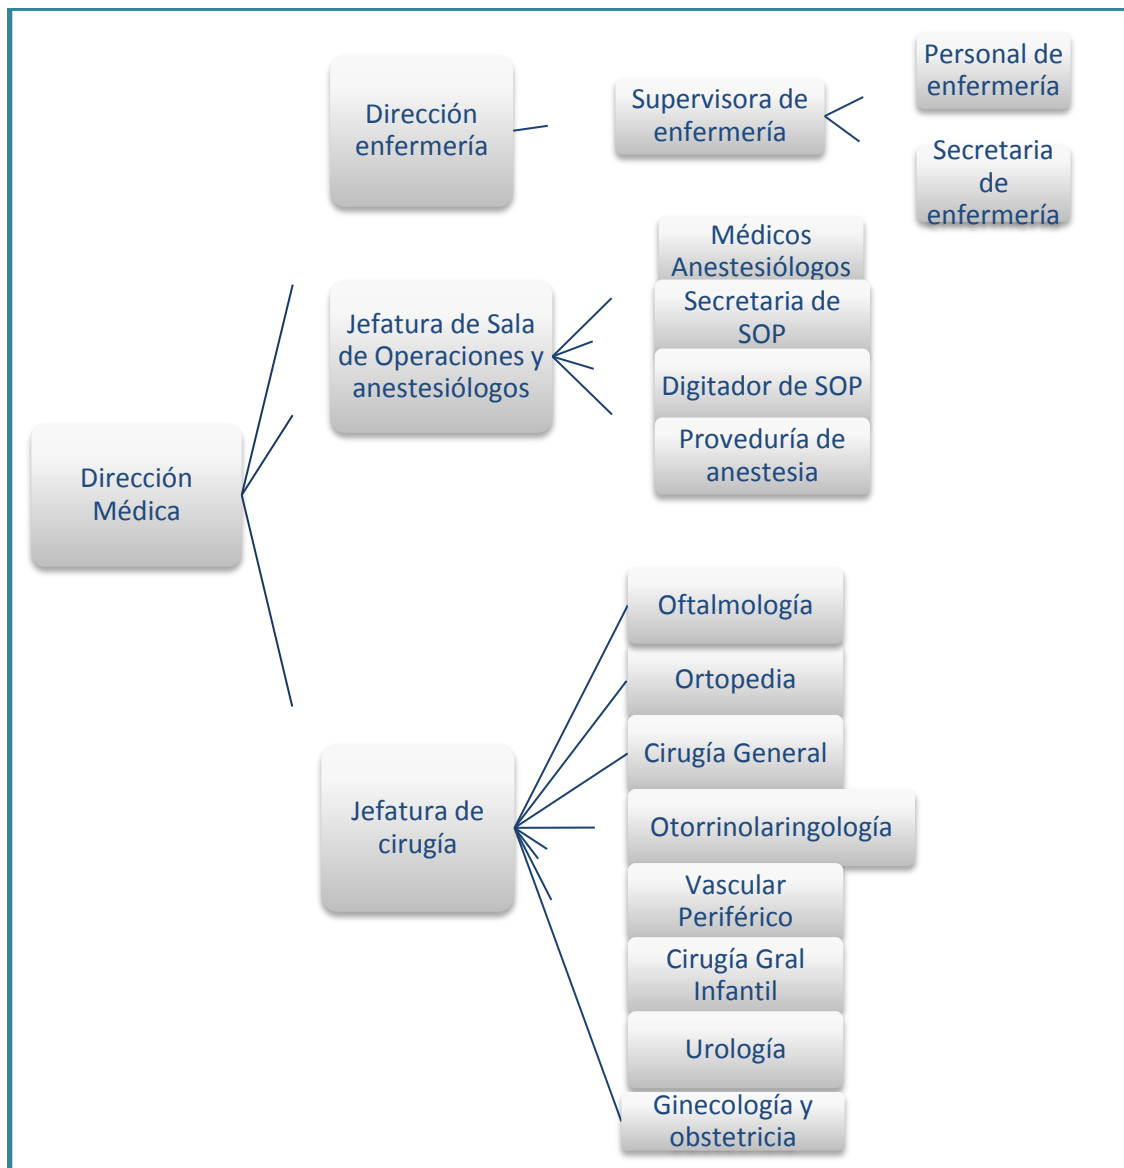 Dirección
Médica
Dirección
enfermería
Supervisora de
enfermería
Personal de
enfermería
Secretaria
de
enfermería
Jefatura de Sala
de Operaciones y
anestesiólogos
Médicos
Anestesiólogos
Secretaria de
SOP
Digitador de SOP
Proveduría de
anestesia
Jefatura de
cirugía
Oftalmología
Ortopedia
Cirugía General
Otorrinolaringología
Vascular
Periférico
Cirugía Gral
Infantil
Urología
Ginecología y
obstetricia